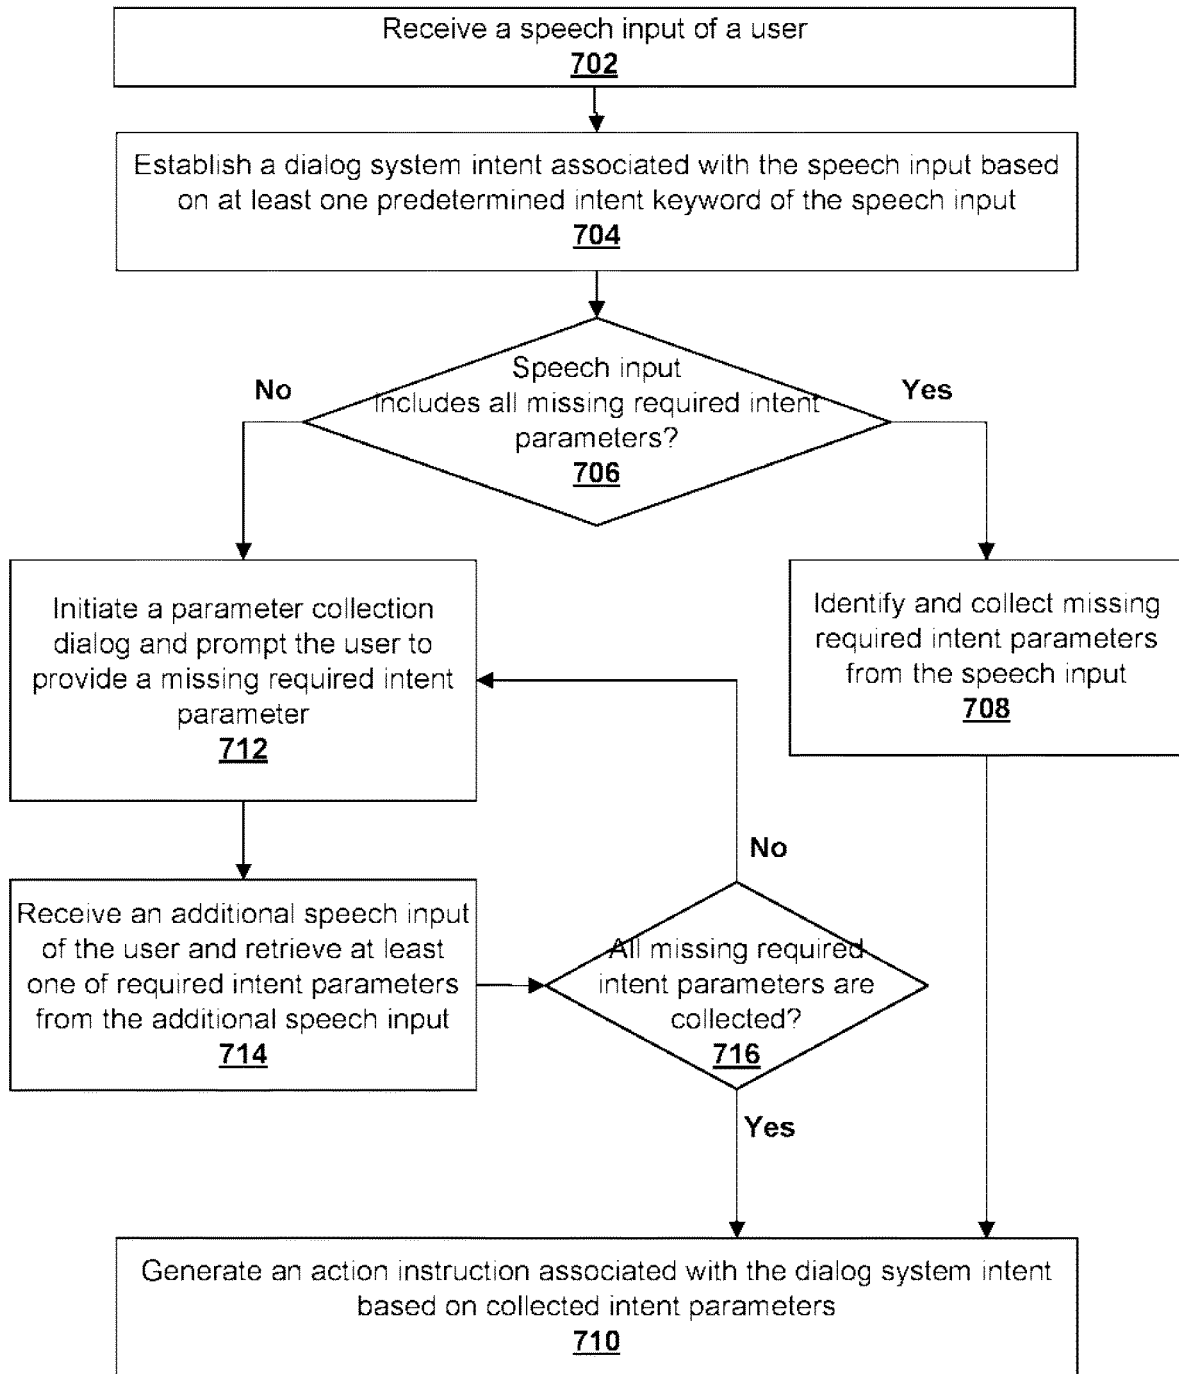 Receive a speech input of a user
702
Establish a dialog system intent associated with the speech input based
on at least one predetermined intent keyword of the speech input
704
Speech input
includes all missing required intent
parameters?
706
No
Yes
Initiate a parameter collection
dialog and prompt the user to
provide a missing required intent
parameter
712
Identify and collect missing
required intent parameters
from the speech input
708
Receive an additional speech input
of the user and retrieve at least
one of required intent parameters
from the additional speech input
714
No
All missing required
intent parameters are
collected?
716
Yes
Generate an action instruction associated with the dialog system intent
based on collected intent parameters
710